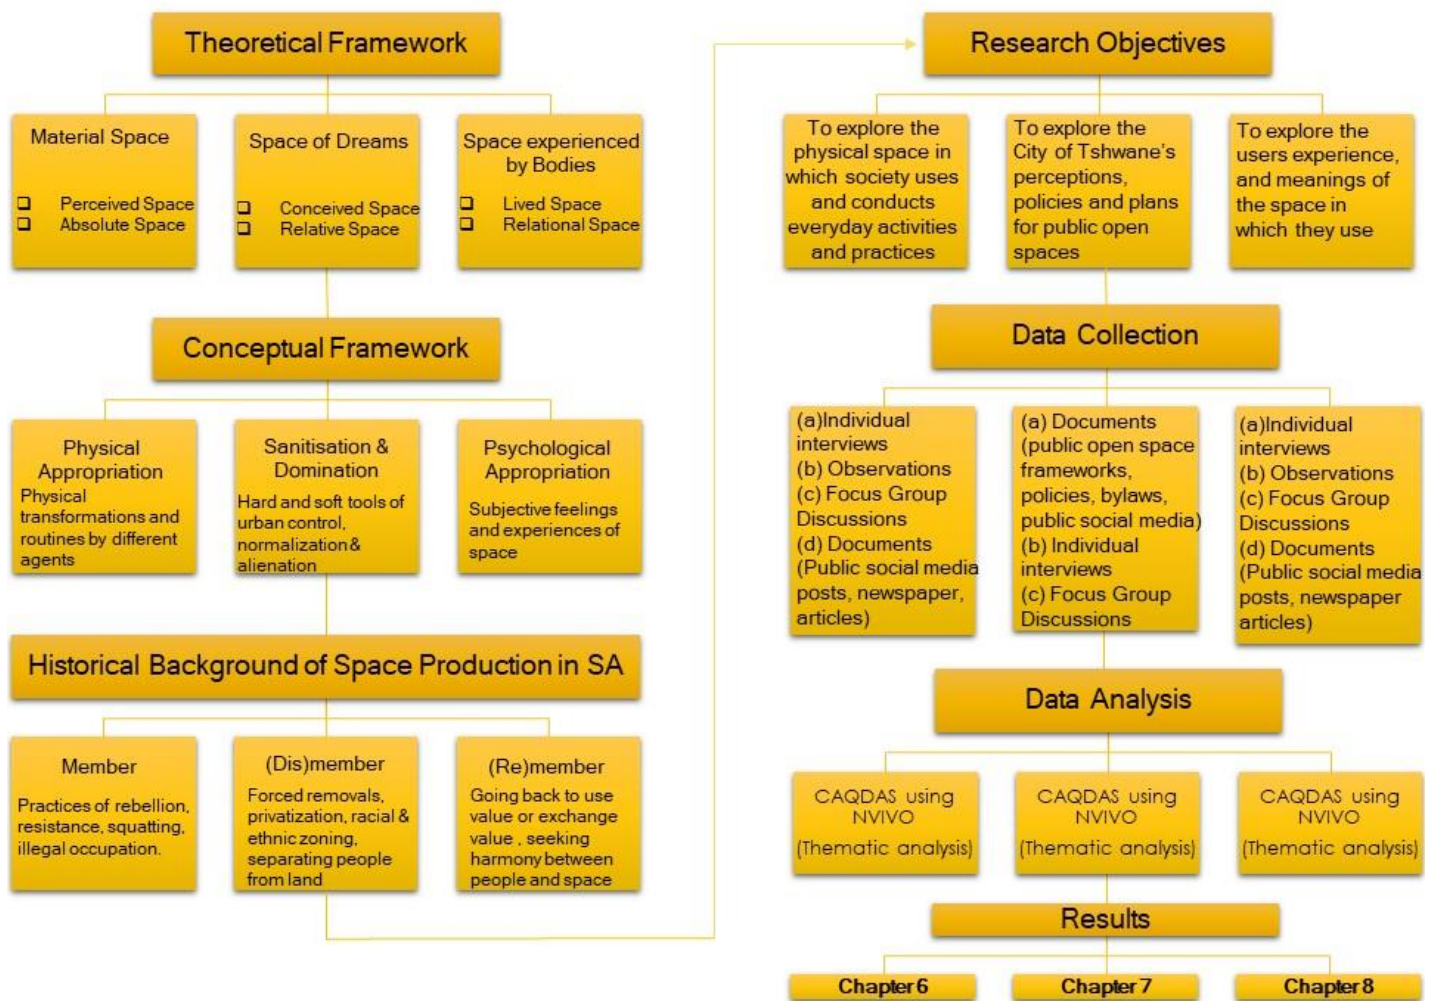 Theoretical Framework
Material Space
❑ Perceived Space
❑ Absolute Space
Space of Dreams
❑ Conceived Space
❑ Relative Space
Space experienced
by Bodies
❑ Lived Space
❑ Relational Space
Conceptual Framework
Physical
Appropriation
Physical
transformations and
routines by different
agents
Sanitisation &
Domination
Hard and soft tools of
urban control,
normalization &
alienation
Psychological
Appropriation
Subjective feelings
and experiences of
space
Historical Background of Space Production in SA
Member
Practices of rebellion,
resistance, squatting,
illegal occupation.
(Dis)member
Forced removals,
privatization, racial &
ethnic zoning,
separating people
from land
(Re)member
Going back to use
value or exchange
value , seeking
harmony between
people and space
Research Objectives
To explore the
physical space in
which society uses
and conducts
everyday activities
and practices
To explore the
City of Tshwane's
perceptions,
policies and plans
for public open
spaces
To explore the
users experience,
and meanings of
the space in
which they use
Data Collection
(a)Individual
interviews
(b) Observations
(c) Focus Group
Discussions
(d) Documents
(Public social media
posts, newspaper,
articles)
(a) Documents
(public open space
frameworks,
policies, bylaws,
public social media)
(b) Individual
interviews
(c) Focus Group
Discussions
(a)Individual
interviews
(b) Observations
(c) Focus Group
Discussions
(d) Documents
(Public social media
posts, newspaper
articles)
Data Analysis
CAQDAS using
NVIVO
(Thematic analysis)
CAQDAS using
NVIVO
(Thematic analysis)
CAQDAS using
NVIVO
(Thematic analysis)
Results
Chapter 6
Chapter 7
Chapter 8